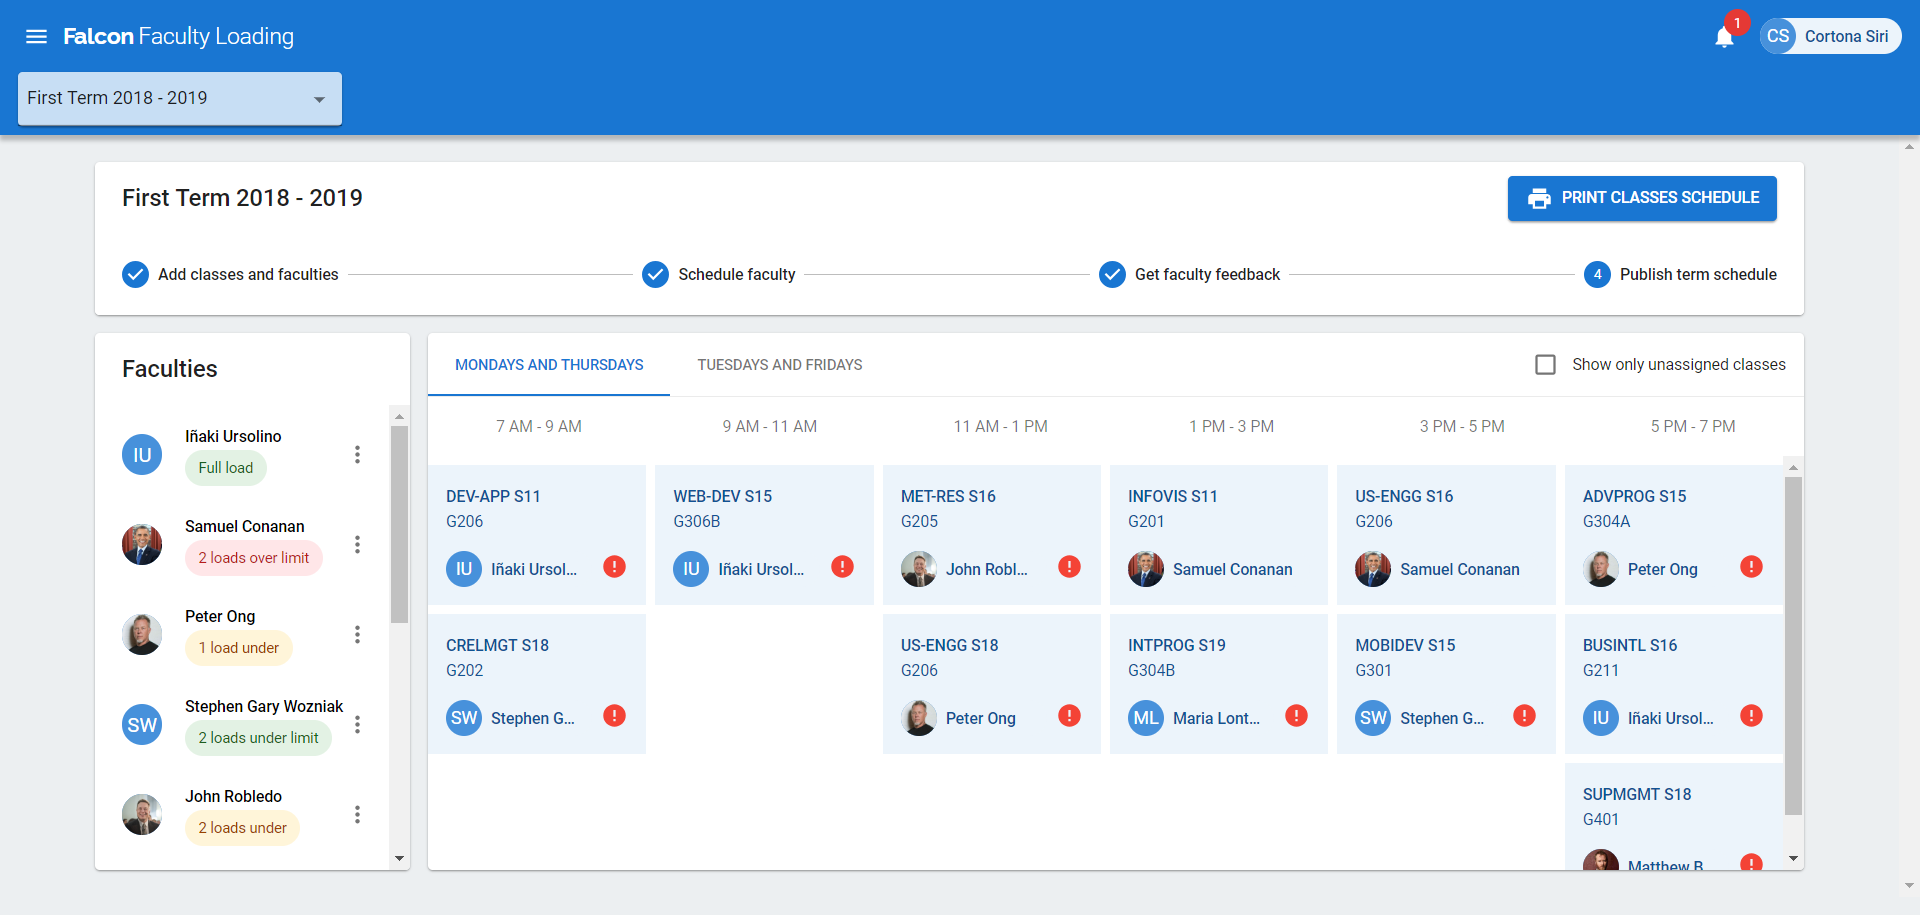 Falcon Faculty Loading
1
CS
Cortona Siri
First Term 2018 - 2019
First Term 2018 - 2019
PRINT CLASSES SCHEDULE
Add classes and faculties
Schedule faculty
Get faculty feedback
4
Publish term schedule
Faculties
IU
Iñaki Ursolino
Full load
Samuel Conanan
2 loads over limit
Peter Ong
1 load under
SW
Stephen Gary Wozniak
2 loads under limit
John Robledo
2 loads under
MONDAYS AND THURSDAYS
TUESDAYS AND FRIDAYS
Show only unassigned classes
7 AM - 9 AM
9 AM - 11 AM
11 AM - 1 PM
1 PM - 3 PM
3 PM - 5 PM
5 PM - 7 PM
DEV-APP S11
G206
IU
Iñaki Ursol...
WEB-DEV S15
G306B
IU
Iñaki Ursol...
MET-RES S16
G205
John Robl...
INFOVIS S11
G201
Samuel Conanan
US-ENGG S16
G206
Samuel Conanan
ADVPROG S15
G304A
Peter Ong
CRELMGT S18
G202
SW
Stephen G...
US-ENGG S18
G206
Peter Ong
INTPROG S19
G304B
ML
Maria Lont...
MOBIDEV S15
G301
SW
Stephen G...
BUSINTL S16
G211
IU
Iñaki Ursol...
SUPMGMT S18
G401
Matthew B